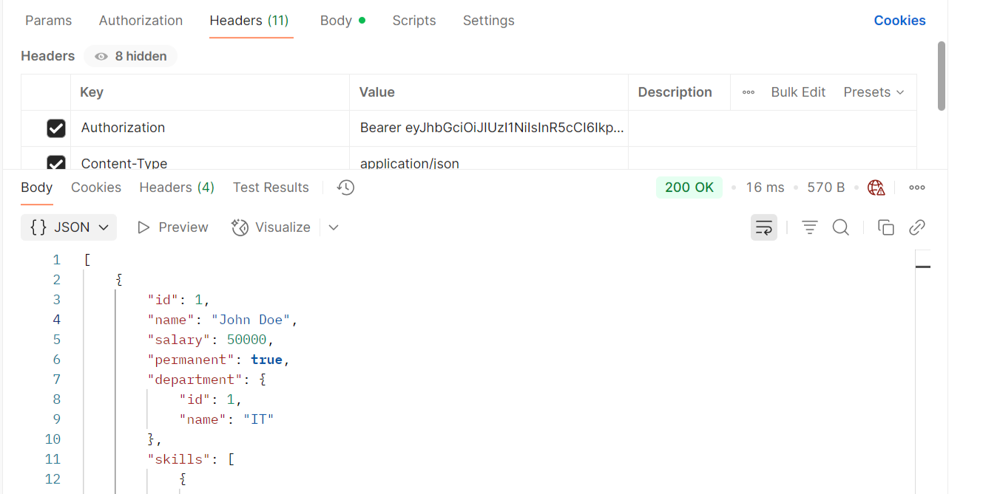 Params Authorization Headers (11) Body Scripts Settings Cookies
Headers 8 hidden
Key Value Description Bulk Edit Presets
Authorization Bearer eyJhbGciOiJIUzI1NiIsInR5cCI6Ikp...
Content-Type application/json
Body Cookies Headers (4) Test Results 200 OK 16 ms 570 B
{} JSON Preview Visualize
1 [
2 {
3 "id": 1,
4 "name": "John Doe",
5 "salary": 50000,
6 "permanent": true,
7 "department": {
8 "id": 1,
9 "name": "IT"
10 },
11 "skills": [
12 {